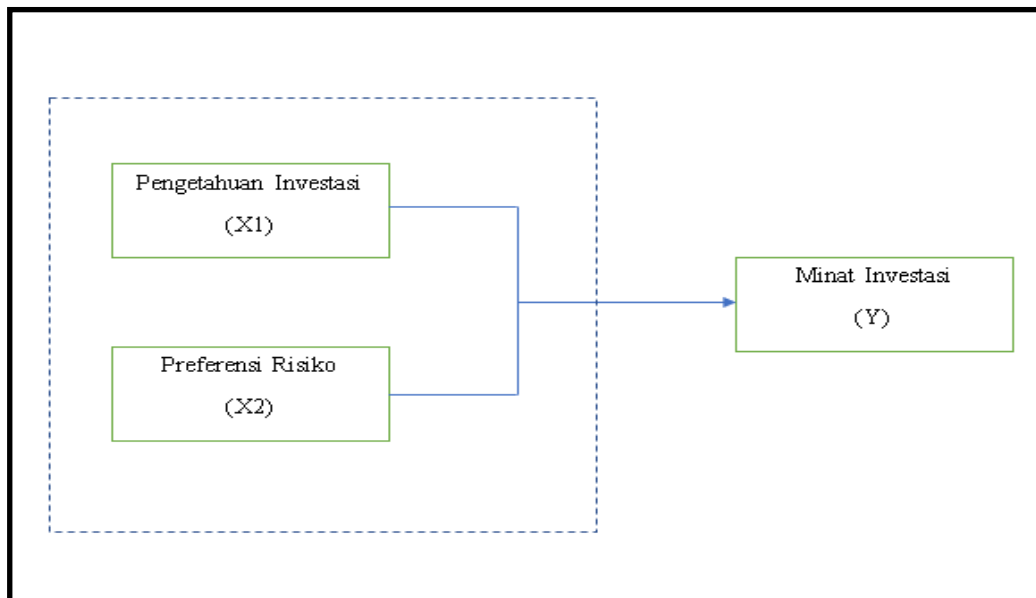 Pengetahuan Investasi
(X1)
Minat Investasi
(Y)
Preferensi Risiko
(X2)